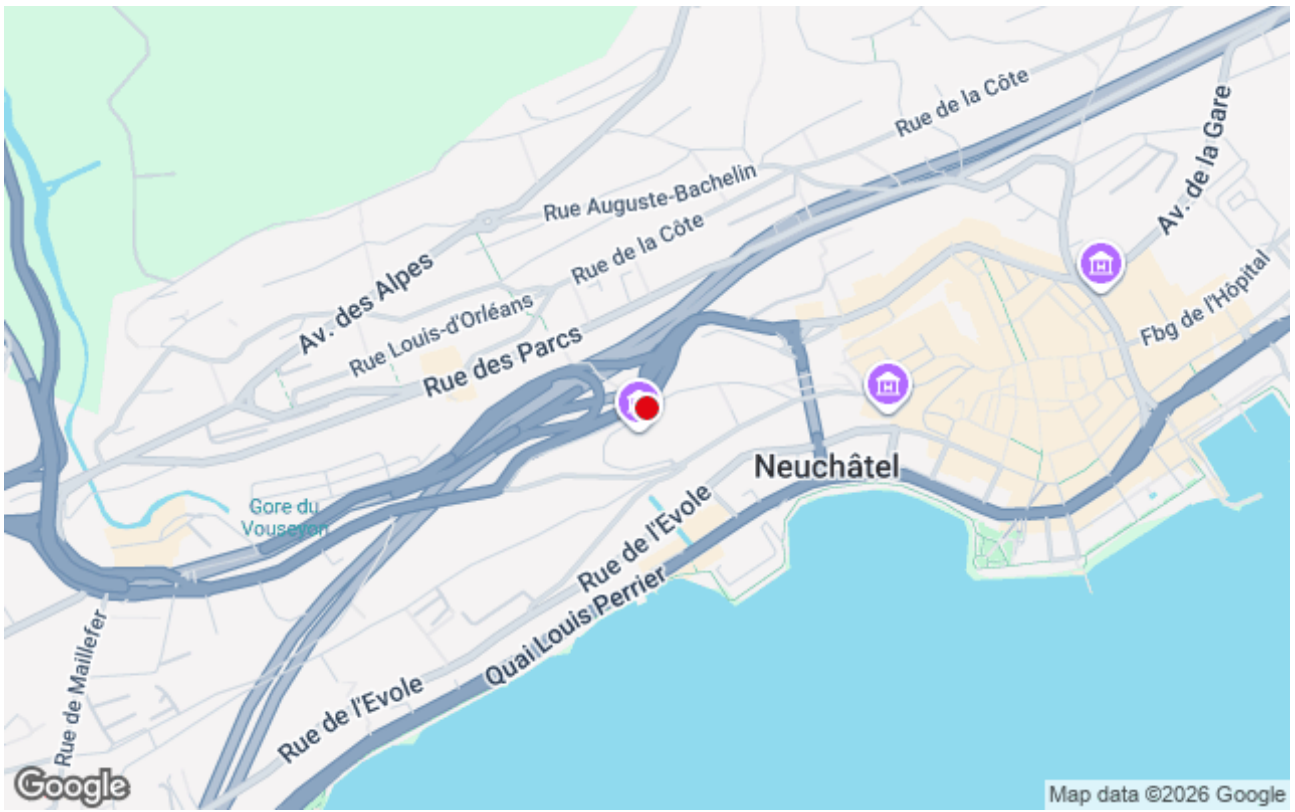 Rue de la Côte
Av. de la Gare
Rue Auguste-Bachelin
Rue de la Côte
Av. des Alpes
Fbg de l'Hôpital
Rue Louis-d'Orléans
Rue des Parcs
Neuchâtel
Gore du
Vouseyon
Rue de l'Evole
Quai Louis Perrier
Rue de Maillefer
Rue de l'Evole
Google
Map data ©2026 Google